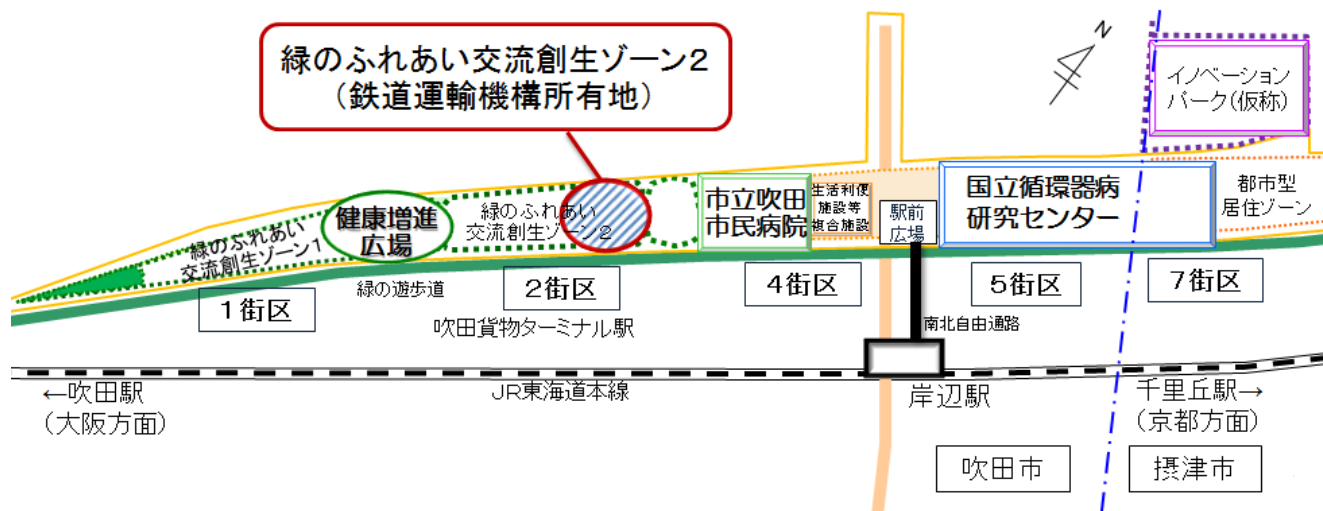 緑のふれあい交流創生ゾーン2
(鉄道運輸機構所有地)
N
イノベーション
パーク(仮称)
緑のふれあい
交流創生ゾーン1
健康増進
広場
緑のふれあい
交流創生ゾーン2
市立吹田
市民病院
生活利便
施設等
複合施設
駅前
広場
国立循環器病
研究センター
都市型
居住ゾーン
1街区
緑の遊歩道
2街区
4街区
5街区
7街区
吹田貨物ターミナル駅
南北自由通路
←吹田駅
(大阪方面)
JR東海道本線
岸辺駅
千里丘駅→
(京都方面)
吹田市
摂津市